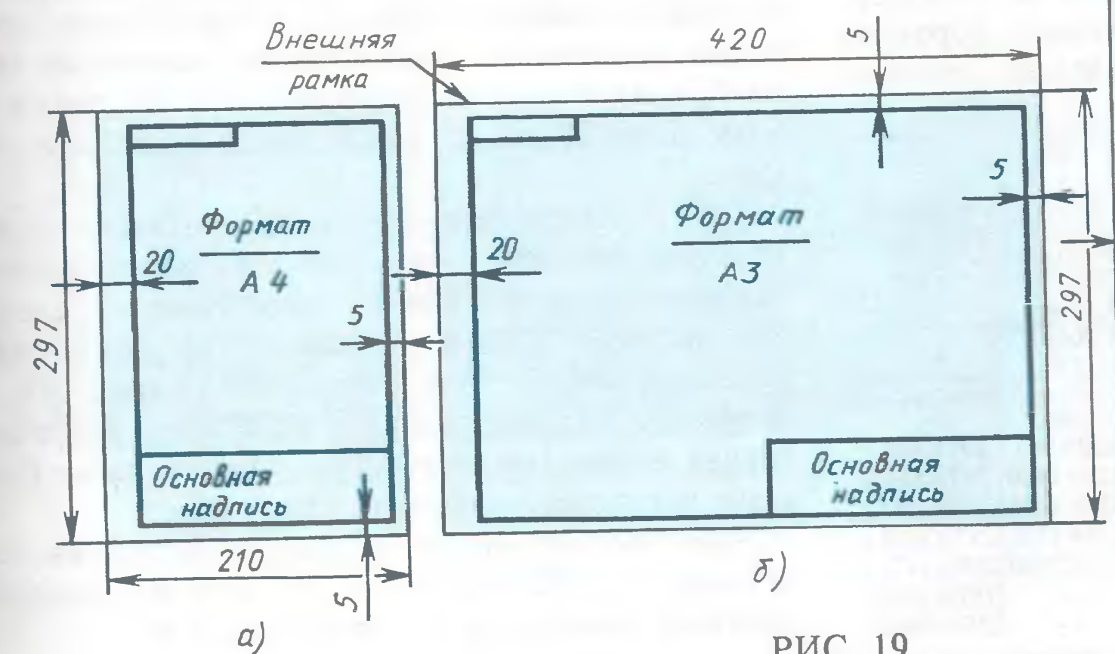 Внешняя
рамка
420
5
297
Формат
А 4
20
5
Основная
надпись
210
5
а)
Формат
А3
20
5
297
Основная
надпись
б)
РИС. 19